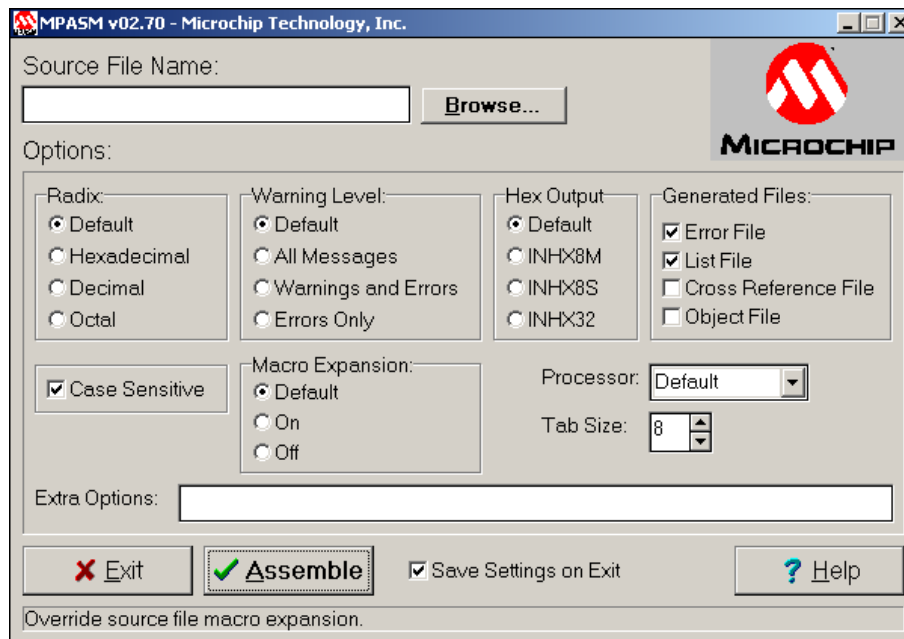 MPASM v02.70 - Microchip Technology, Inc.
Source File Name:
Browse...
MICROCHIP
Options:
Radix:
Default
Hexadecimal
Decimal
Octal
Warning Level:
Default
All Messages
Warnings and Errors
Errors Only
Hex Output
Default
INHX8M
INHX8S
INHX32
Generated Files:
Error File
List File
Cross Reference File
Object File
Case Sensitive
Macro Expansion:
Default
On
Off
Processor: Default
Tab Size: 8
Extra Options:
Exit
Assemble
Save Settings on Exit
? Help
Override source file macro expansion.